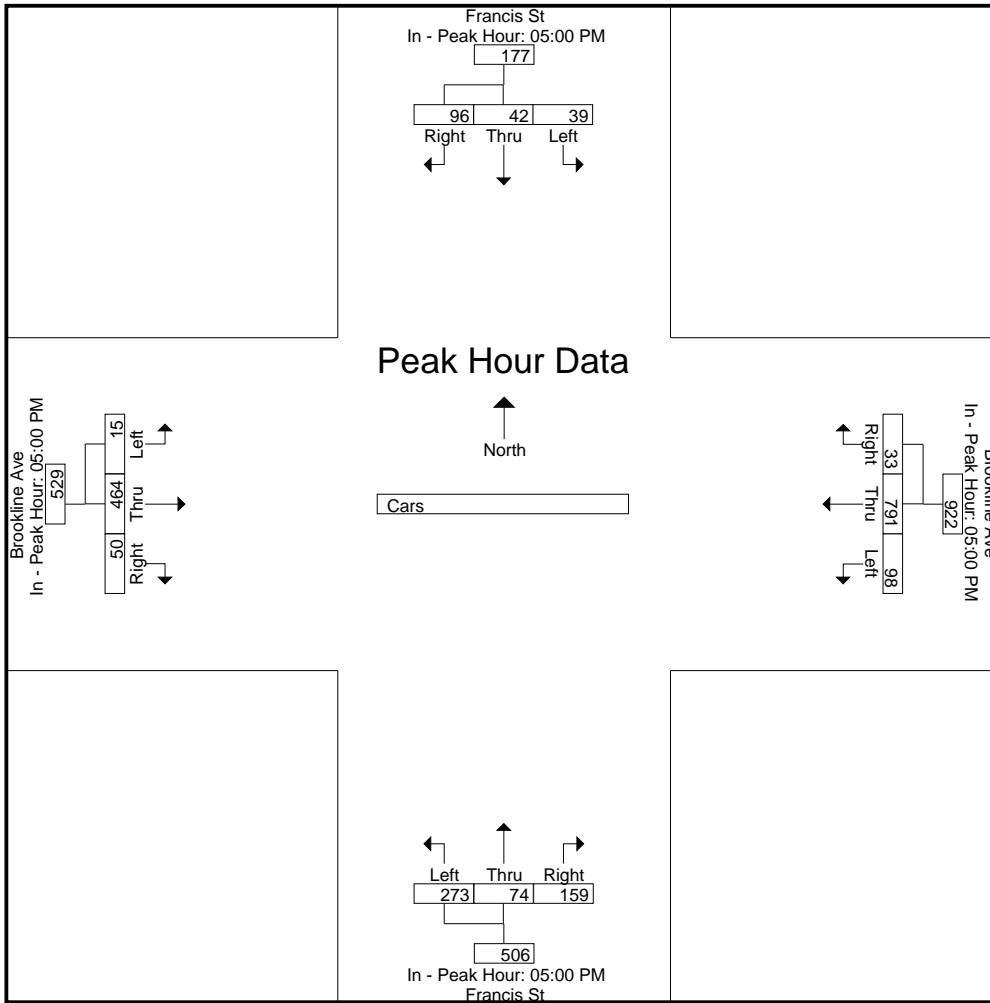 Francis St
In - Peak Hour: 05:00 PM
177
96 42 39
Right Thru Left
Peak Hour Data
North
Cars
Brookline Ave
In - Peak Hour: 05:00 PM
529
15 464 50
Left Thru Right
Brookline Ave
In - Peak Hour: 05:00 PM
922
33 791 98
Right Thru Left
Left Thru Right
273 74 159
506
In - Peak Hour: 05:00 PM
Francis St